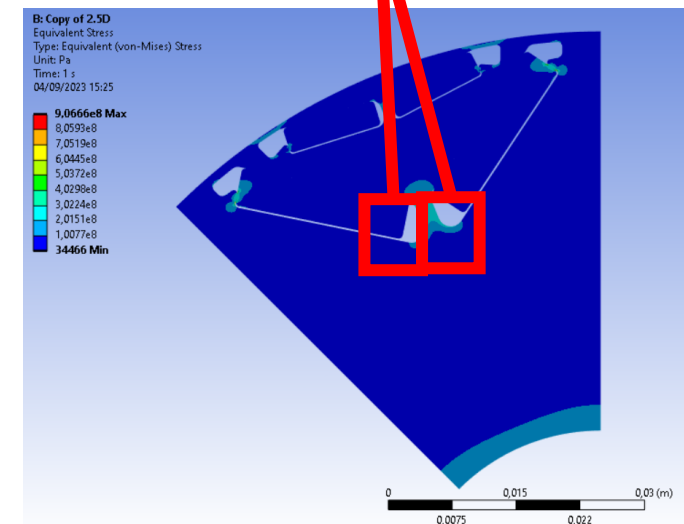 B: Copy of 2.5D
Equivalent Stress
Type: Equivalent (von-Mises) Stress
Unit: Pa
Time: 1 s
04/09/2023 15:25
9,0666e8 Max
8,0593e8
7,0519e8
6,0445e8
5,0372e8
4,0298e8
3,0224e8
2,0151e8
1,0077e8
34466 Min
0 0,015 0,03 (m)
0.0075 0.022